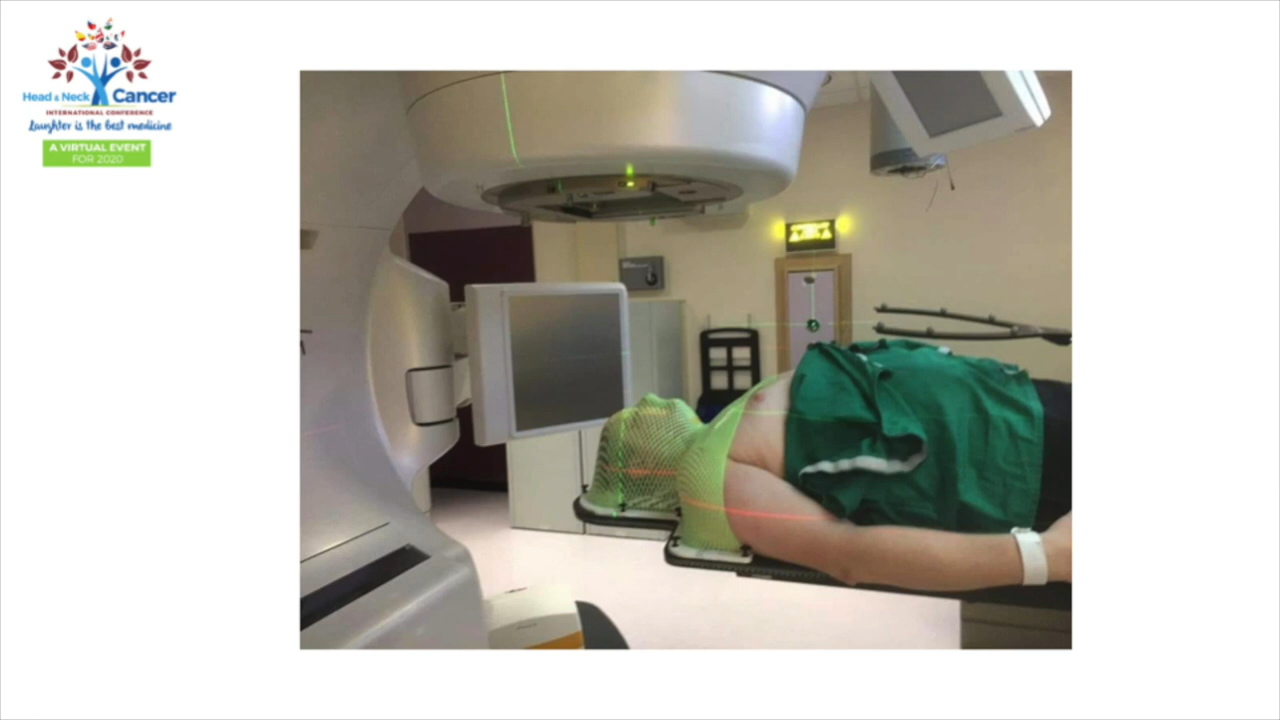 Head & Neck Cancer
INTERNATIONAL CONFERENCE
Laughter is the best medicine
A VIRTUAL EVENT
FOR 2020